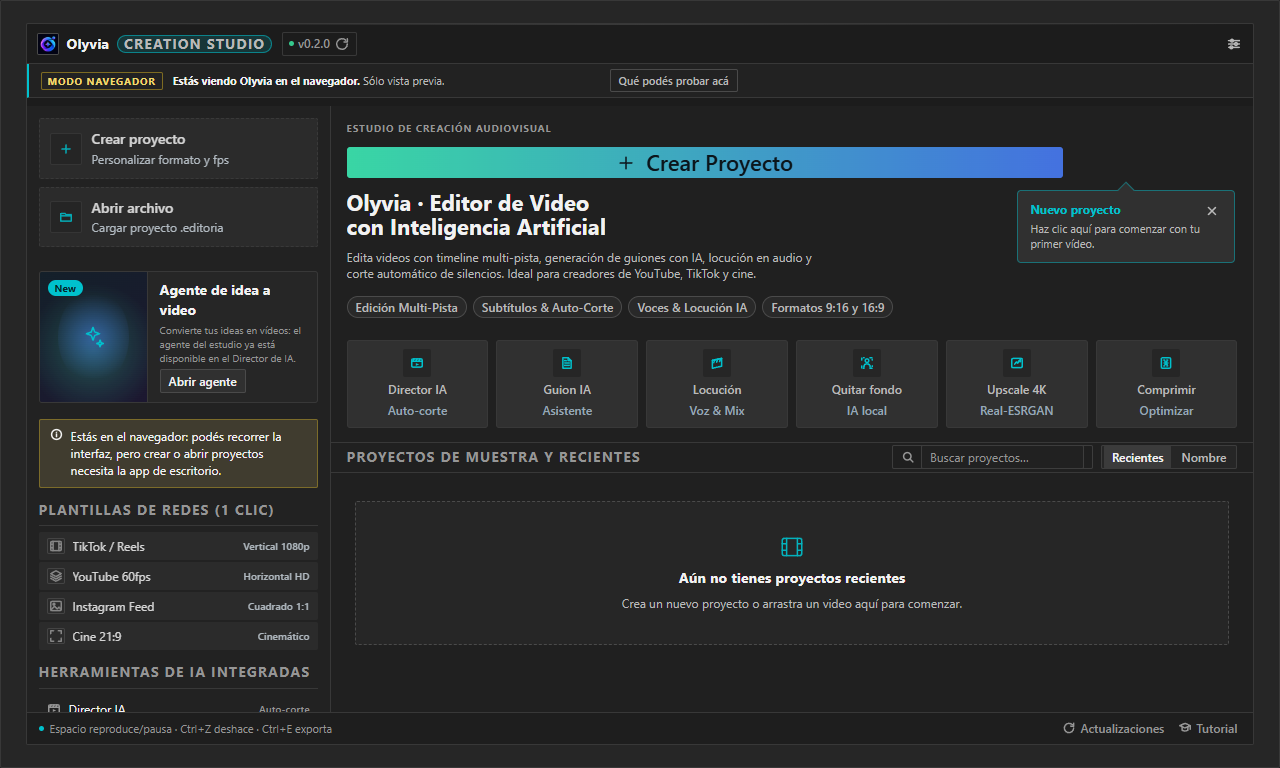 Olyvia CREATION STUDIO v0.2.0
MODO NAVEGADOR Estás viendo Olyvia en el navegador. Sólo vista previa. Qué podés probar acá
Crear proyecto
Personalizar formato y fps
Abrir archivo
Cargar proyecto .editoria
New
Agente de idea a
video
Convierte tus ideas en vídeos: el
agente del estudio ya está
disponible en el Director de IA.
Abrir agente
Estás en el navegador: podés recorrer la
interfaz, pero crear o abrir proyectos
necesita la app de escritorio.
PLANTILLAS DE REDES (1 CLIC)
TikTok / Reels Vertical 1080p
YouTube 60fps Horizontal HD
Instagram Feed Cuadrado 1:1
Cine 21:9 Cinemático
HERRAMIENTAS DE IA INTEGRADAS
Director IA Auto-corte
ESTUDIO DE CREACIÓN AUDIOVISUAL
+ Crear Proyecto
Olyvia · Editor de Video
con Inteligencia Artificial
Edita videos con timeline multi-pista, generación de guiones con IA, locución en audio y
corte automático de silencios. Ideal para creadores de YouTube, TikTok y cine.
Nuevo proyecto
Haz clic aquí para comenzar con tu
primer vídeo.
Edición Multi-Pista Subtítulos & Auto-Corte Voces & Locución IA Formatos 9:16 y 16:9
Director IA
Auto-corte
Guion IA
Asistente
Locución
Voz & Mix
Quitar fondo
IA local
Upscale 4K
Real-ESRGAN
Comprimir
Optimizar
PROYECTOS DE MUESTRA Y RECIENTES Buscar proyectos... Recientes Nombre
Aún no tienes proyectos recientes
Crea un nuevo proyecto o arrastra un video aquí para comenzar.
Espacio reproduce/pausa · Ctrl+Z deshace · Ctrl+E exporta Actualizaciones Tutorial